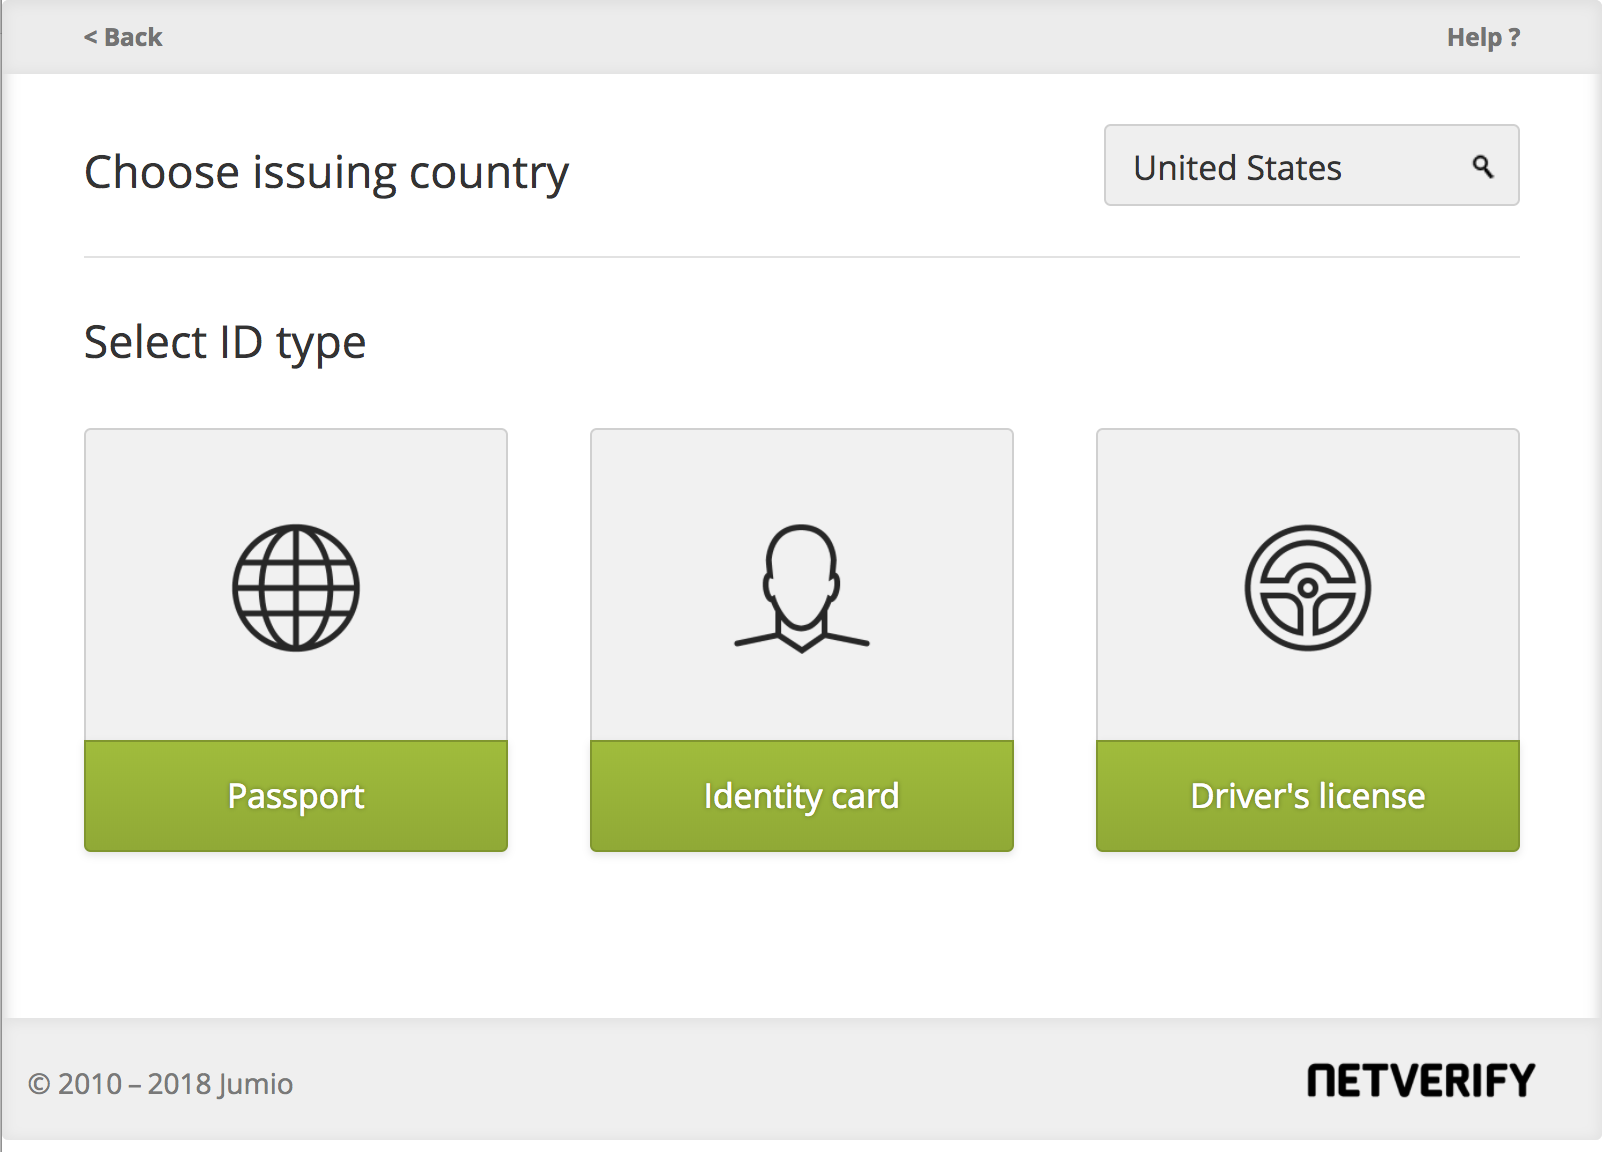 < Back
Help ?
Choose issuing country
United States
Select ID type
Passport
Identity card
Driver's license
© 2010 – 2018 Jumio
NETVERIFY